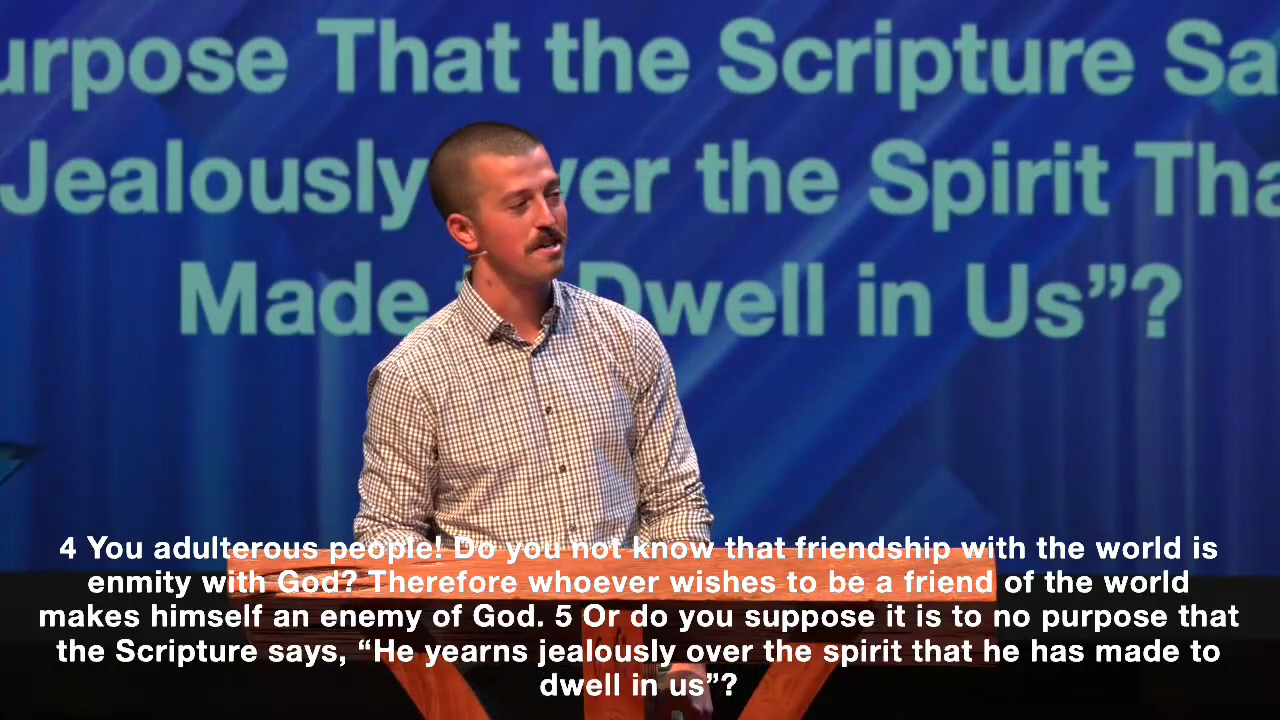 urpose That the Scripture Sa
Jealously ver the Spirit Tha
Made Dwell in Us”?
4 You adulterous people! Do you not know that friendship with the world is
enmity with God? Therefore whoever wishes to be a friend of the world
makes himself an enemy of God. 5 Or do you suppose it is to no purpose that
the Scripture says, “He yearns jealously over the spirit that he has made to
dwell in us”?